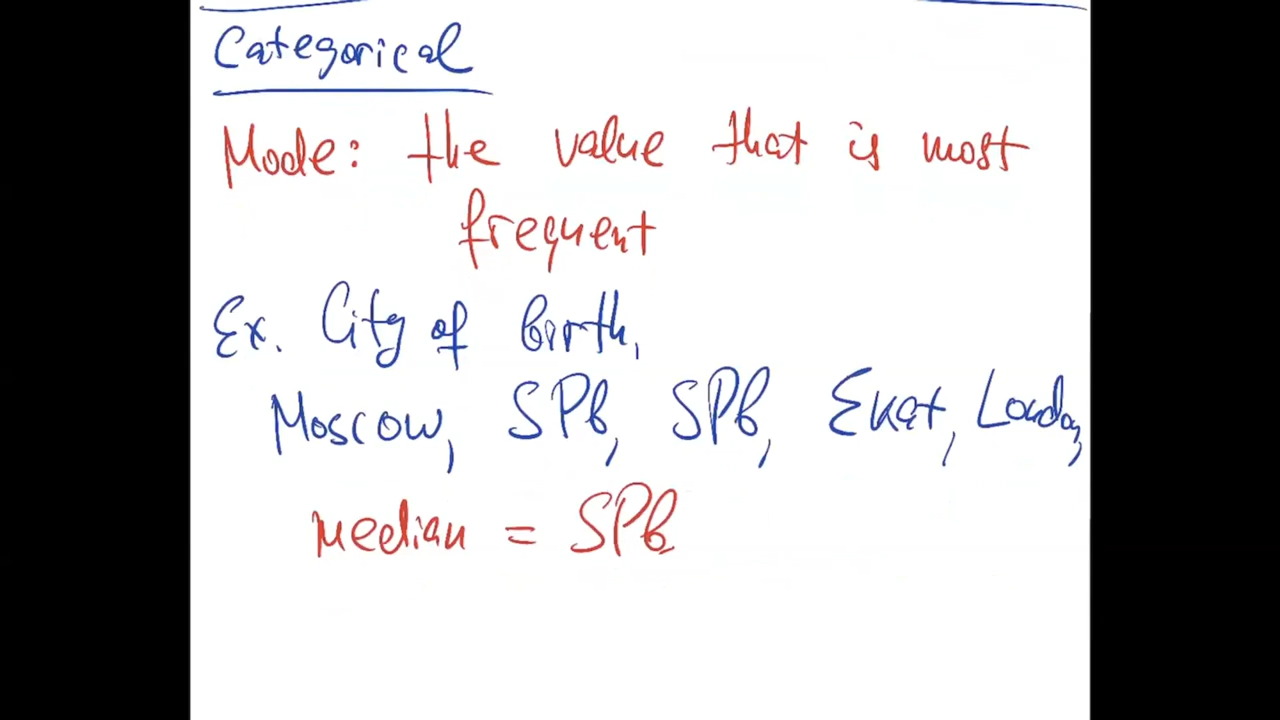 Categorical
Mode: the value that is most
frequent
Ex. City of birth,
Moscow, SPb, SPb, Ekat, London,
median = SPb